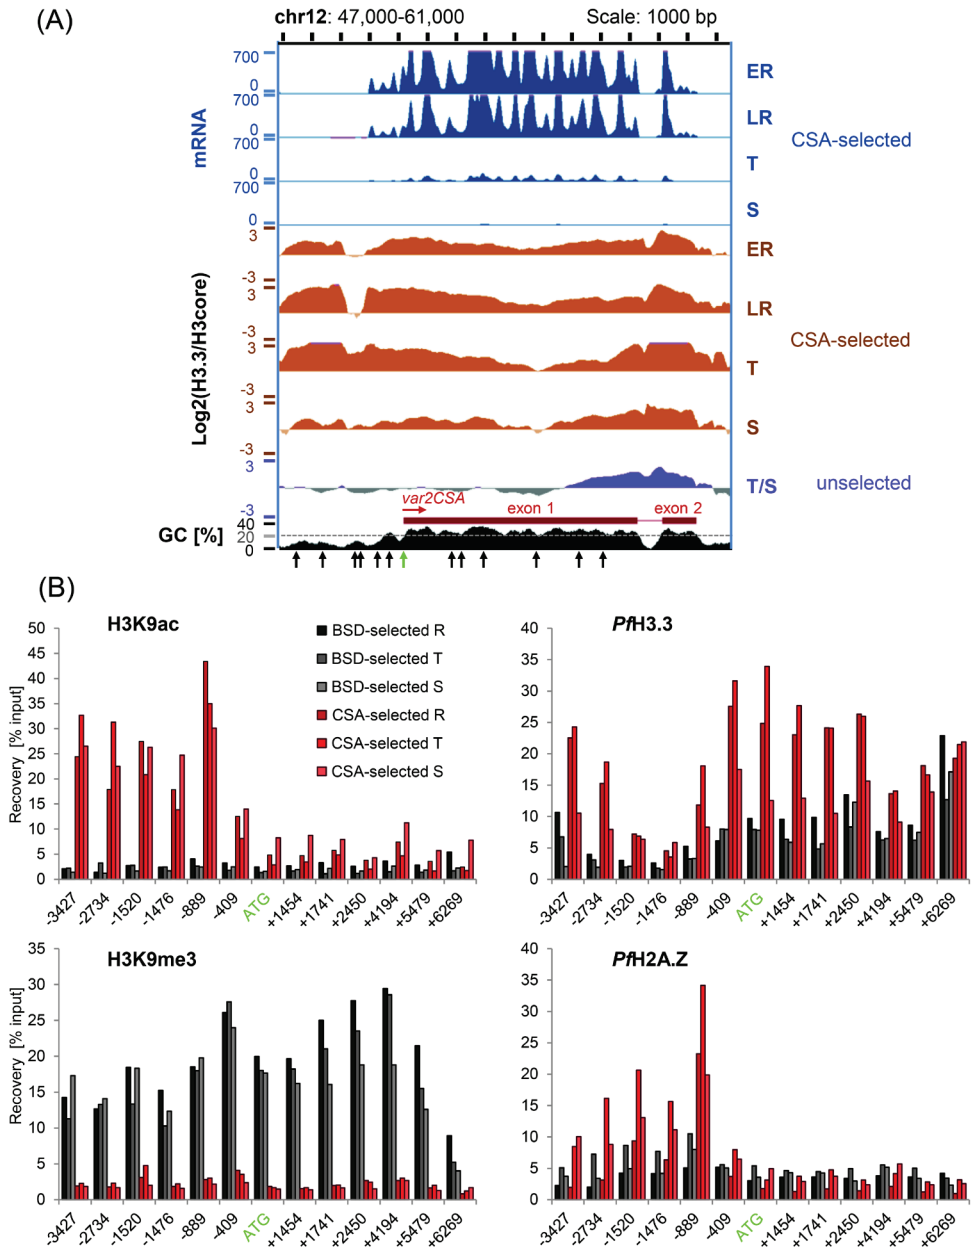 (A)
chr12: 47,000-61,000 Scale: 1000 bp
mRNA
700
0
ER
700
0
LR
CSA-selected
700
0
T
700
0
S
Log2(H3.3/H3core)
3
-3
ER
3
-3
LR
CSA-selected
3
-3
T
3
-3
S
3
-3
T/S unselected
var2CSA
exon 1 exon 2
GC [%]
40
20
0
(B)
H3K9ac
Recovery [% input]
50
45
40
35
30
25
20
15
10
5
0
-3427 -2734 -1520 -1476 -889 -409 ATG +1454 +1741 +2450 +4194 +5479 +6269
BSD-selected R
BSD-selected T
BSD-selected S
CSA-selected R
CSA-selected T
CSA-selected S
PfH3.3
40
35
30
25
20
15
10
5
0
-3427 -2734 -1520 -1476 -889 -409 ATG +1454 +1741 +2450 +4194 +5479 +6269
H3K9me3
Recovery [% input]
35
30
25
20
15
10
5
0
-3427 -2734 -1520 -1476 -889 -409 ATG +1454 +1741 +2450 +4194 +5479 +6269
PfH2A.Z
40
35
30
25
20
15
10
5
0
-3427 -2734 -1520 -1476 -889 -409 ATG +1454 +1741 +2450 +4194 +5479 +6269